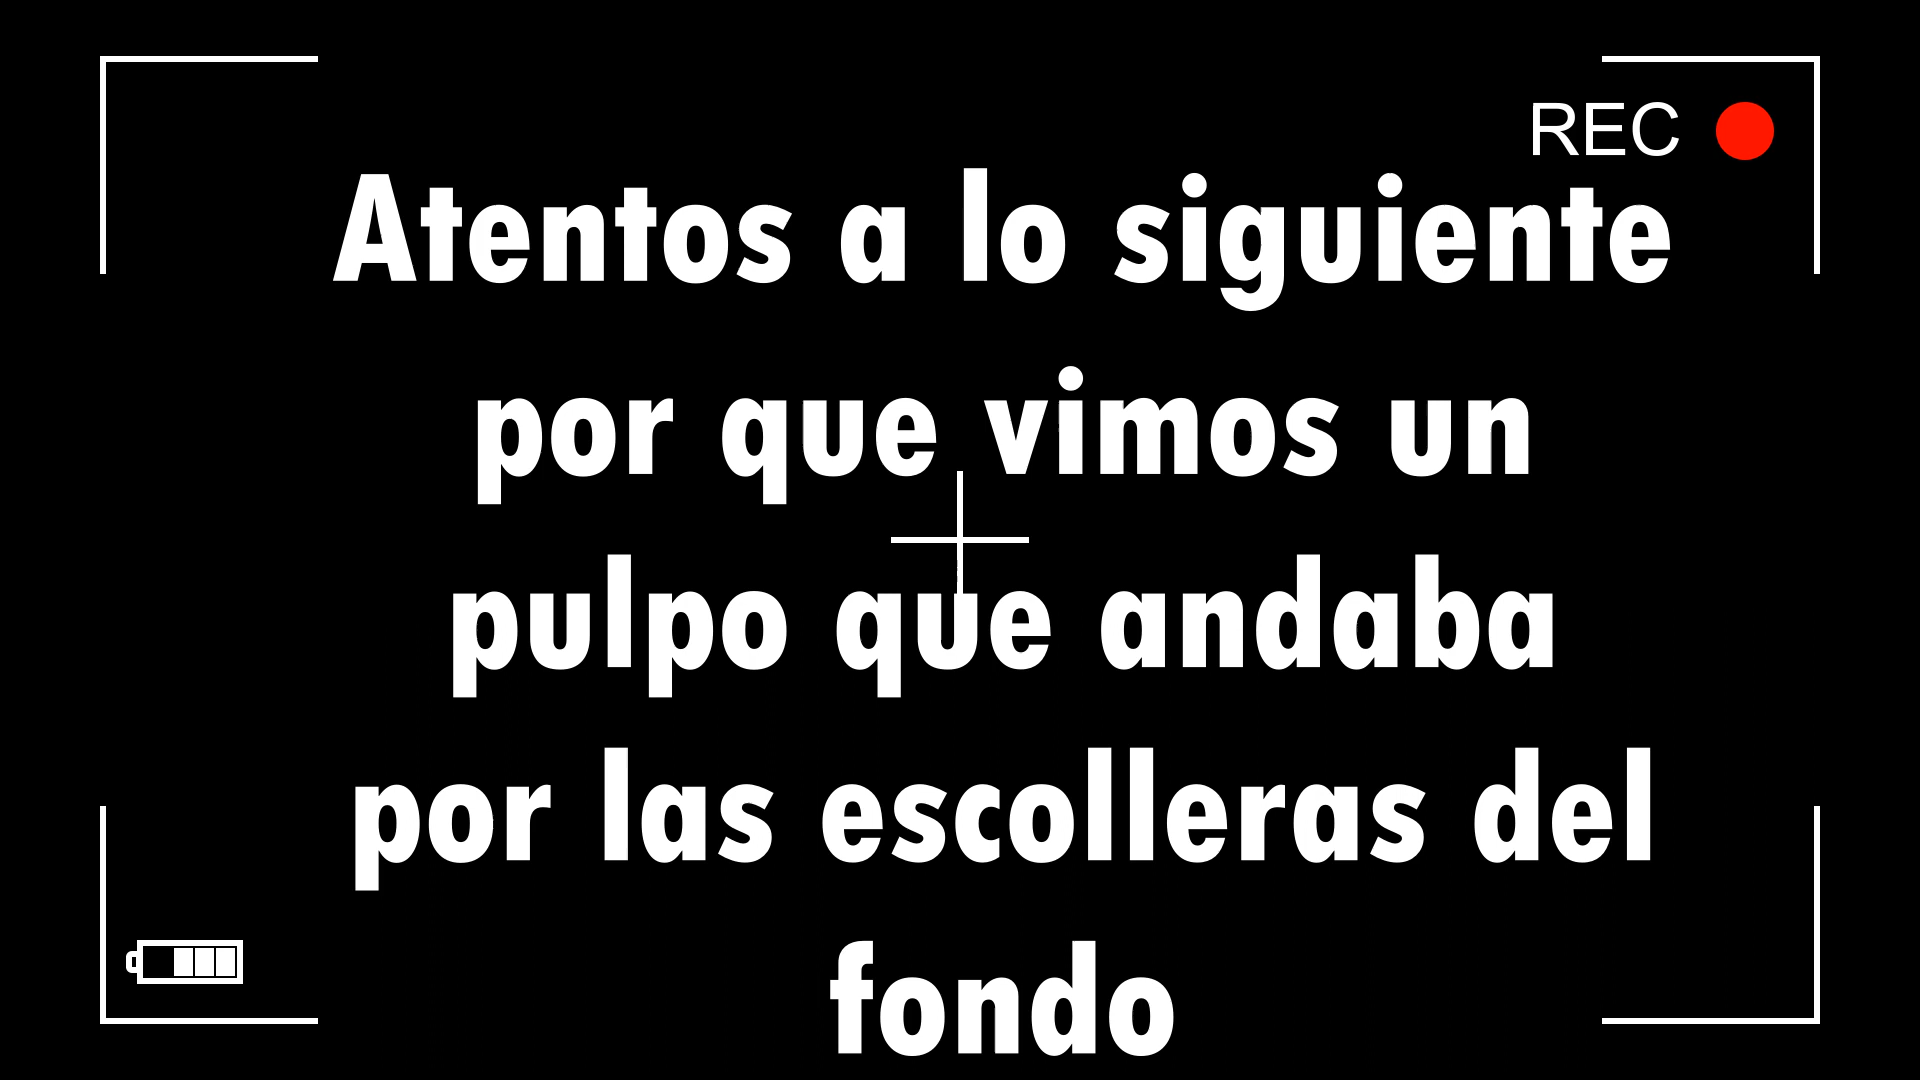 REC
Atentos a lo siguiente
por que vimos un
pulpo que andaba
por las escolleras del
fondo